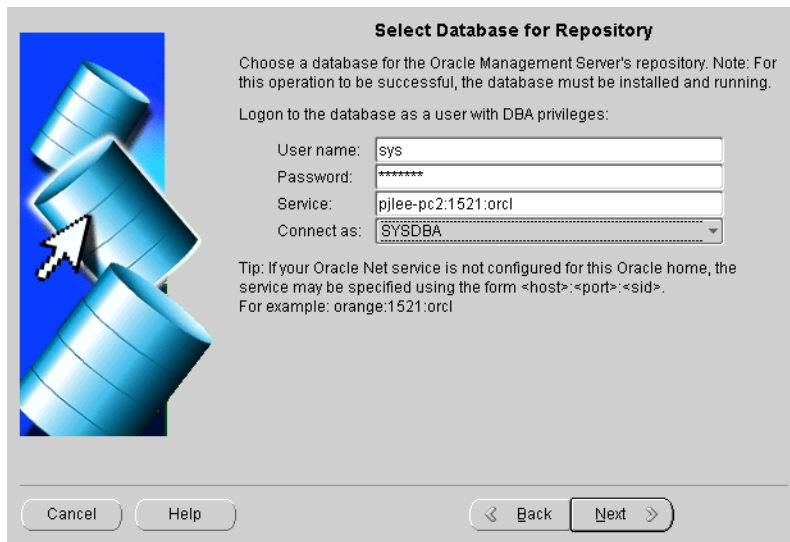 Select Database for Repository
Choose a database for the Oracle Management Server's repository. Note: For
this operation to be successful, the database must be installed and running.
Logon to the database as a user with DBA privileges:
User name: sys
Password: *******
Service: pjlee-pc2:1521:orcl
Connect as: SYSDBA
Tip: If your Oracle Net service is not configured for this Oracle home, the
service may be specified using the form <host>:<port>:<sid>.
For example: orange:1521:orcl
Cancel Help Back Next